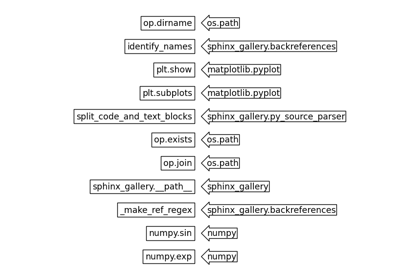 op.dirname os.path
identify_names sphinx_gallery.backreferences
plt.show matplotlib.pyplot
plt.subplots matplotlib.pyplot
split_code_and_text_blocks sphinx_gallery.py_source_parser
op.exists os.path
op.join os.path
sphinx_gallery.__path__ sphinx_gallery
_make_ref_regex sphinx_gallery.backreferences
numpy.sin numpy
numpy.exp numpy